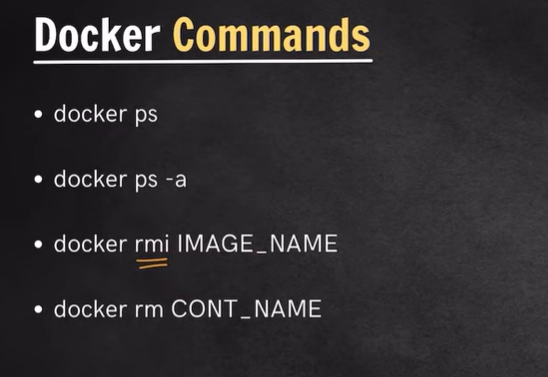 Docker Commands
• docker ps
• docker ps -a
• docker rmi IMAGE_NAME
• docker rm CONT_NAME